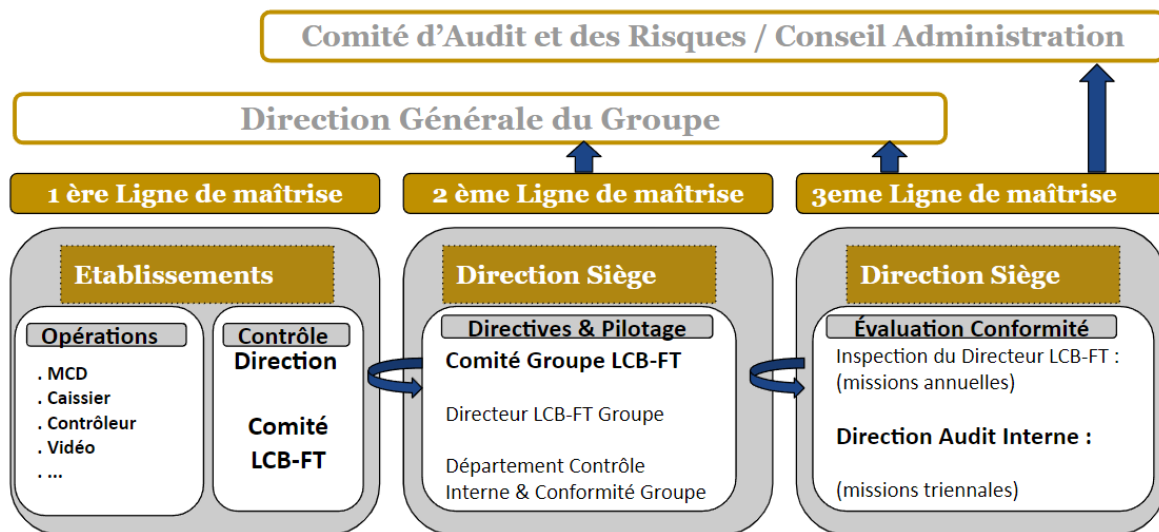 Comité d’Audit et des Risques / Conseil Administration
Direction Générale du Groupe
1 ère Ligne de maîtrise
2 ème Ligne de maîtrise
3eme Ligne de maîtrise
Etablissements
Opérations
. MCD
. Caissier
. Contrôleur
. Vidéo
. ...
Contrôle
Direction
Comité
LCB-FT
Direction Siège
Directives & Pilotage
Comité Groupe LCB-FT
Directeur LCB-FT Groupe
Département Contrôle
Interne & Conformité Groupe
Direction Siège
Évaluation Conformité
Inspection du Directeur LCB-FT :
(missions annuelles)
Direction Audit Interne :
(missions triennales)